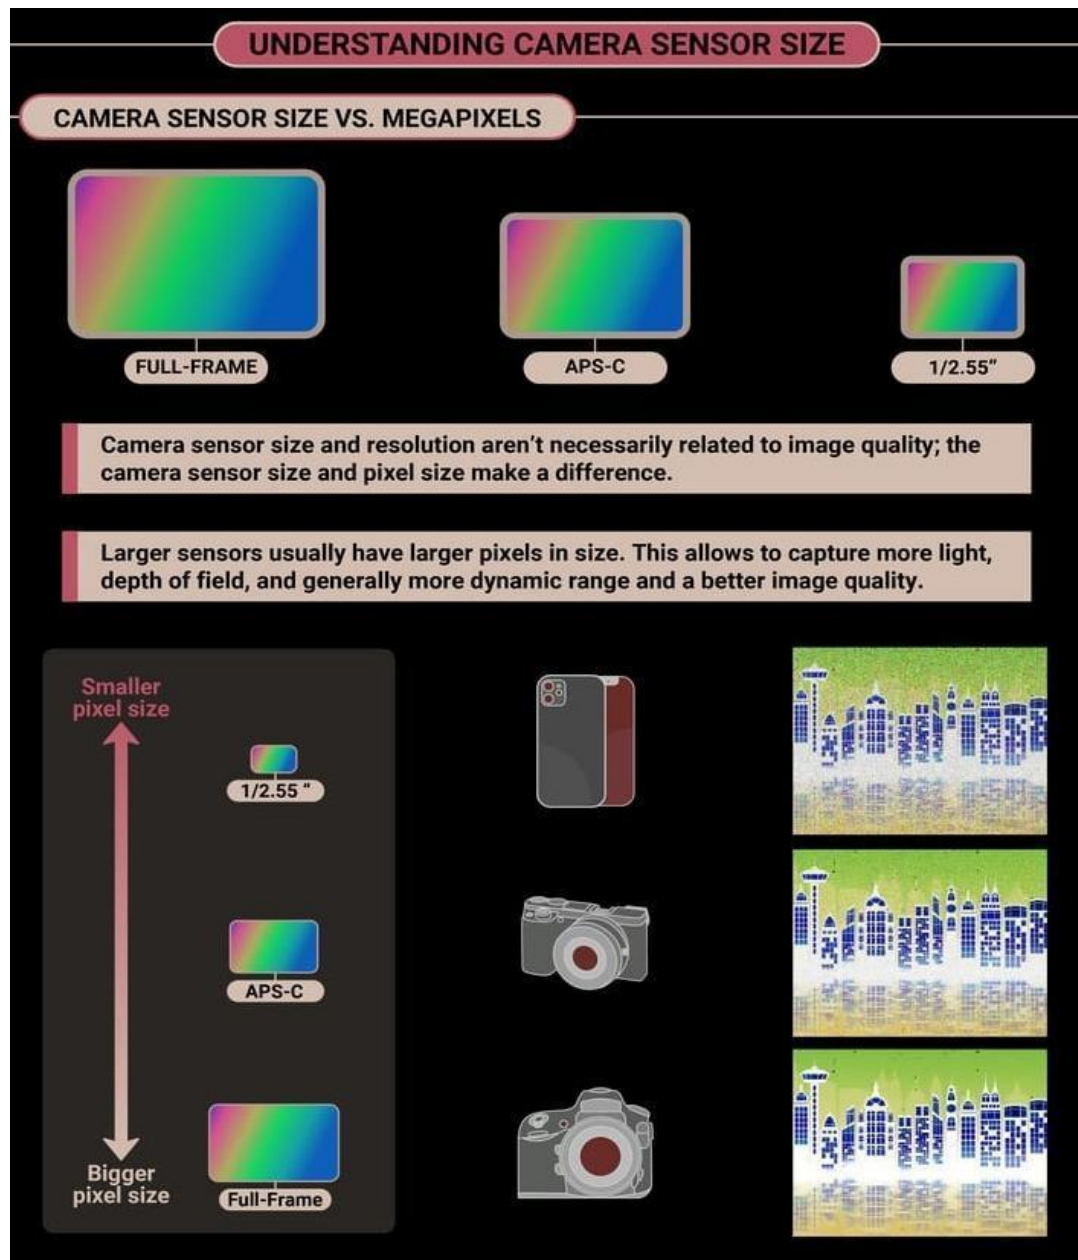 UNDERSTANDING CAMERA SENSOR SIZE
CAMERA SENSOR SIZE VS. MEGAPIXELS
FULL-FRAME
APS-C
1/2.55”
Camera sensor size and resolution aren’t necessarily related to image quality; the
camera sensor size and pixel size make a difference.
Larger sensors usually have larger pixels in size. This allows to capture more light,
depth of field, and generally more dynamic range and a better image quality.
Smaller
pixel size
1/2.55 “
APS-C
Full-Frame
Bigger
pixel size